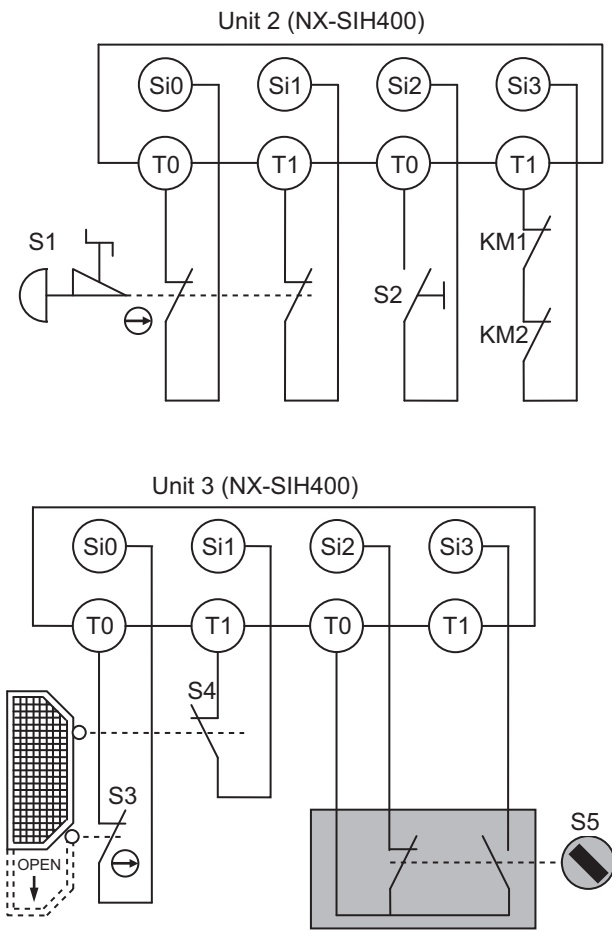 Unit 2 (NX-SIH400)
Si0 Si1 Si2 Si3
T0 T1 T0 T1
S1
KM1
S2
KM2
Unit 3 (NX-SIH400)
Si0 Si1 Si2 Si3
T0 T1 T0 T1
S4
S3
S5
OPEN